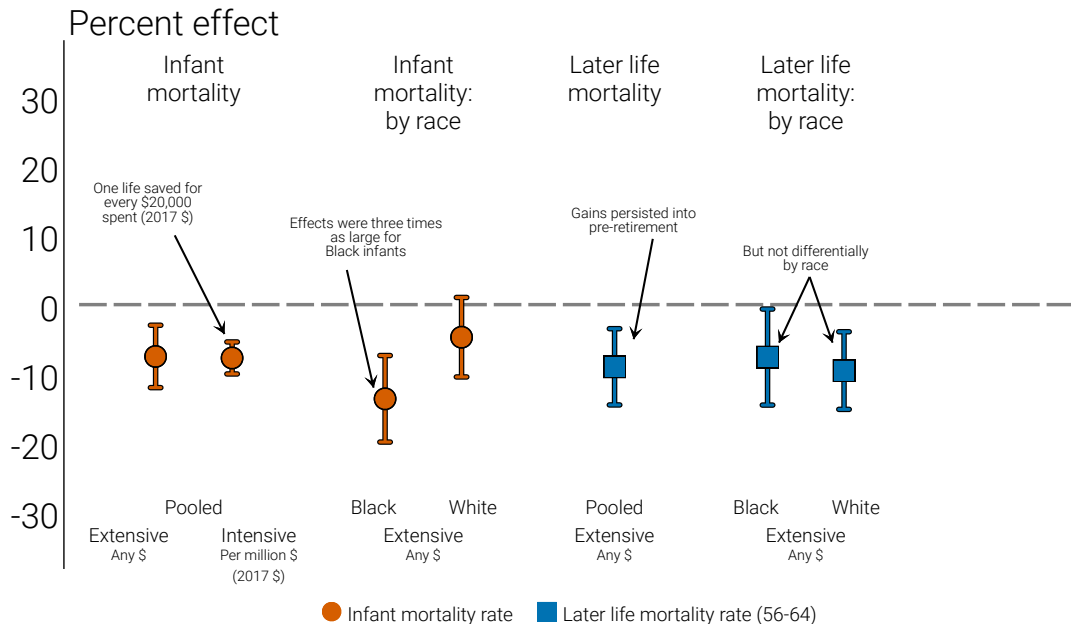 Percent effect
Infant
mortality
Infant
mortality:
by race
Later life
mortality
Later life
mortality:
by race
30
20
10
0
-10
-20
-30
One life saved for
every $20,000
spent (2017 $)
Effects were three times
as large for
Black infants
Gains persisted into
pre-retirement
But not differentially
by race
Pooled
Black
White
Pooled
Black
White
Extensive
Any $
Intensive
Per million $
(2017 $)
Extensive
Any $
Extensive
Any $
Extensive
Any $
Infant mortality rate
Later life mortality rate (56-64)